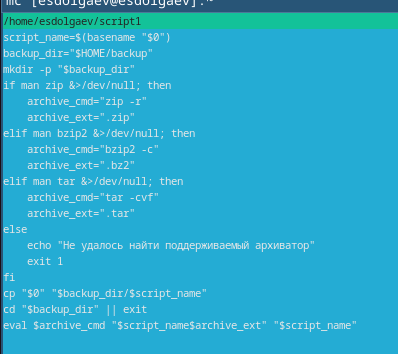 mc [esdolgaev@esdolgaev]:~
/home/esdolgaev/script1
script_name=$(basename "$0")
backup_dir="$HOME/backup"
mkdir -p "$backup_dir"
if man zip &>/dev/null; then
    archive_cmd="zip -r"
    archive_ext=".zip"
elif man bzip2 &>/dev/null; then
    archive_cmd="bzip2 -c"
    archive_ext=".bz2"
elif man tar &>/dev/null; then
    archive_cmd="tar -cvf"
    archive_ext=".tar"
else
    echo "Не удалось найти поддерживаемый архиватор"
    exit 1
fi
cp "$0" "$backup_dir/$script_name"
cd "$backup_dir" || exit
eval $archive_cmd "$script_name$archive_ext" "$script_name"